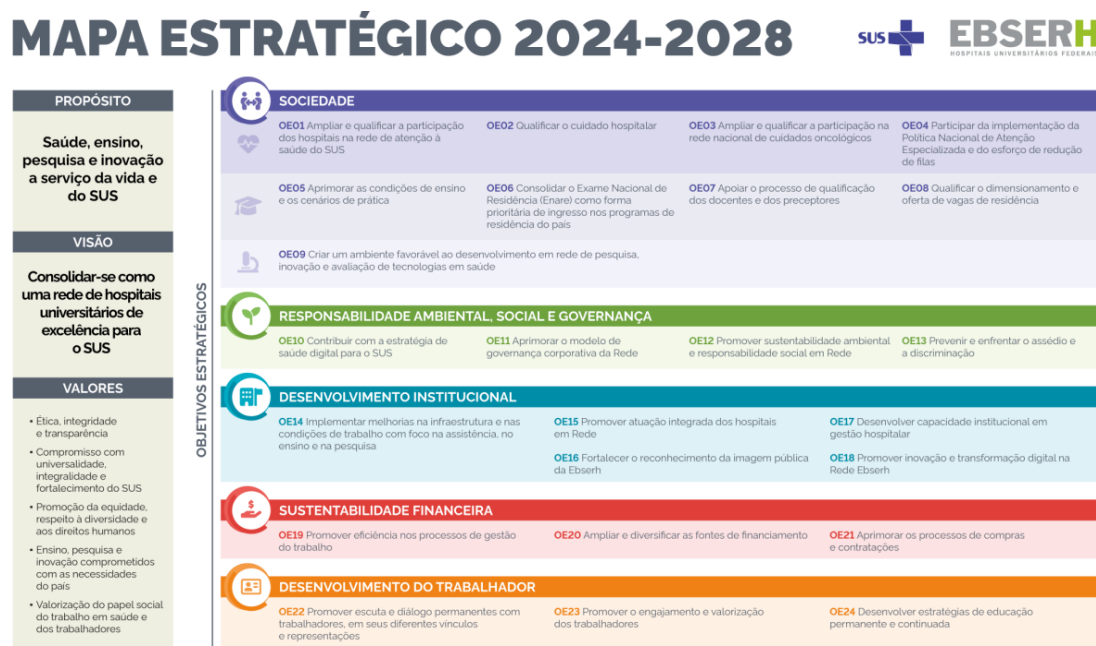 MAPA ESTRATÉGICO 2024-2028
SUS
EBSERH
HOSPITAIS UNIVERSITÁRIOS FEDERAIS
PROPÓSITO
Saúde, ensino,
pesquisa e inovação
a serviço da vida e
do SUS
VISÃO
Consolidar-se como
uma rede de hospitais
universitários de
excelência para
o SUS
VALORES
• Ética, integridade
e transparência
• Compromisso com
universalidade,
integralidade e
fortalecimento do SUS
• Promoção da equidade,
respeito à diversidade e
aos direitos humanos
• Ensino, pesquisa e
inovação comprometidos
com as necessidades
do país
• Valorização do papel social
do trabalho em saúde e
dos trabalhadores
OBJETIVOS ESTRATÉGICOS
SOCIEDADE
OE01 Ampliar e qualificar a participação
dos hospitais na rede de atenção à
saúde do SUS
OE02 Qualificar o cuidado hospitalar
OE03 Ampliar e qualificar a participação na
rede nacional de cuidados oncológicos
OE04 Participar da implementação da
Política Nacional de Atenção
Especializada e do esforço de redução
de filas
OE05 Aprimorar as condições de ensino
e os cenários de prática
OE06 Consolidar o Exame Nacional de
Residência (Enare) como forma
prioritária de ingresso nos programas de
residência do país
OE07 Apoiar o processo de qualificação
dos docentes e dos preceptores
OE08 Qualificar o dimensionamento e
oferta de vagas de residência
OE09 Criar um ambiente favorável ao desenvolvimento em rede de pesquisa,
inovação e avaliação de tecnologias em saúde
RESPONSABILIDADE AMBIENTAL, SOCIAL E GOVERNANÇA
OE10 Contribuir com a estratégia de
saúde digital para o SUS
OE11 Aprimorar o modelo de
governança corporativa da Rede
OE12 Promover sustentabilidade ambiental
e responsabilidade social em Rede
OE13 Prevenir e enfrentar o assédio e
a discriminação
DESENVOLVIMENTO INSTITUCIONAL
OE14 Implementar melhorias na infraestrutura e nas
condições de trabalho com foco na assistência, no
ensino e na pesquisa
OE15 Promover atuação integrada dos hospitais
em Rede
OE16 Fortalecer o reconhecimento da imagem pública
da Ebserh
OE17 Desenvolver capacidade institucional em
gestão hospitalar
OE18 Promover inovação e transformação digital na
Rede Ebserh
SUSTENTABILIDADE FINANCEIRA
OE19 Promover eficiência nos processos de gestão
do trabalho
OE20 Ampliar e diversificar as fontes de financiamento
OE21 Aprimorar os processos de compras
e contratações
DESENVOLVIMENTO DO TRABALHADOR
OE22 Promover escuta e diálogo permanentes com
trabalhadores, em seus diferentes vínculos
e representações
OE23 Promover o engajamento e valorização
dos trabalhadores
OE24 Desenvolver estratégias de educação
permanente e continuada